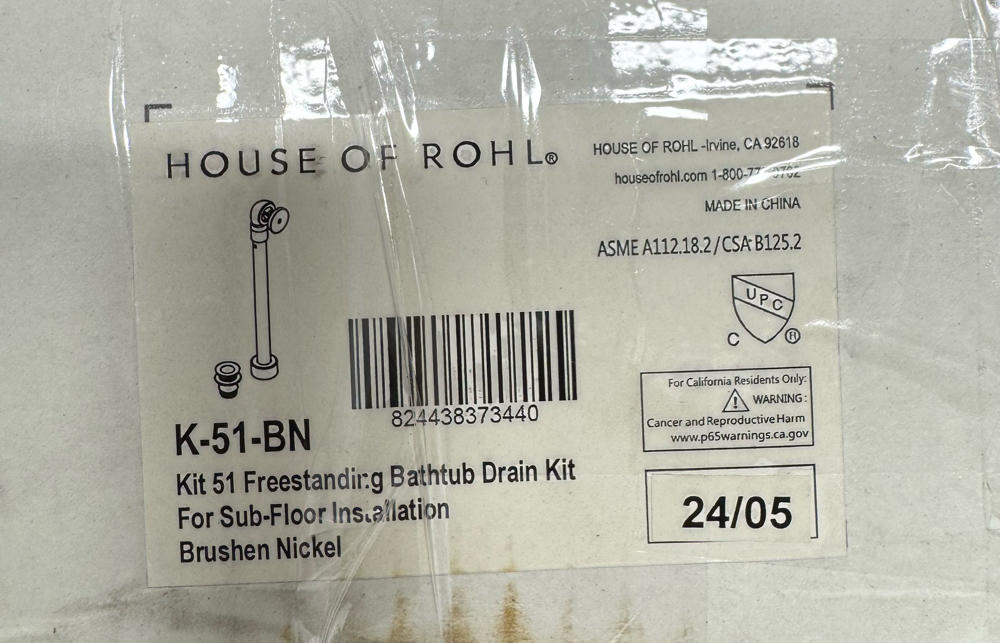 HOUSE OF ROHL®
HOUSE OF ROHL -Irvine, CA 92618
houseofrohl.com
MADE IN CHINA
ASME A112.18.2/CSA B125.2
UPC
C ®
824438373440
For California Residents Only:
WARNING:
Cancer and Reproductive Harm
www.p65warnings.ca.gov
K-51-BN
Kit 51 Freestanding Bathtub Drain Kit
For Sub-Floor Installation
Brushen Nickel
24/05